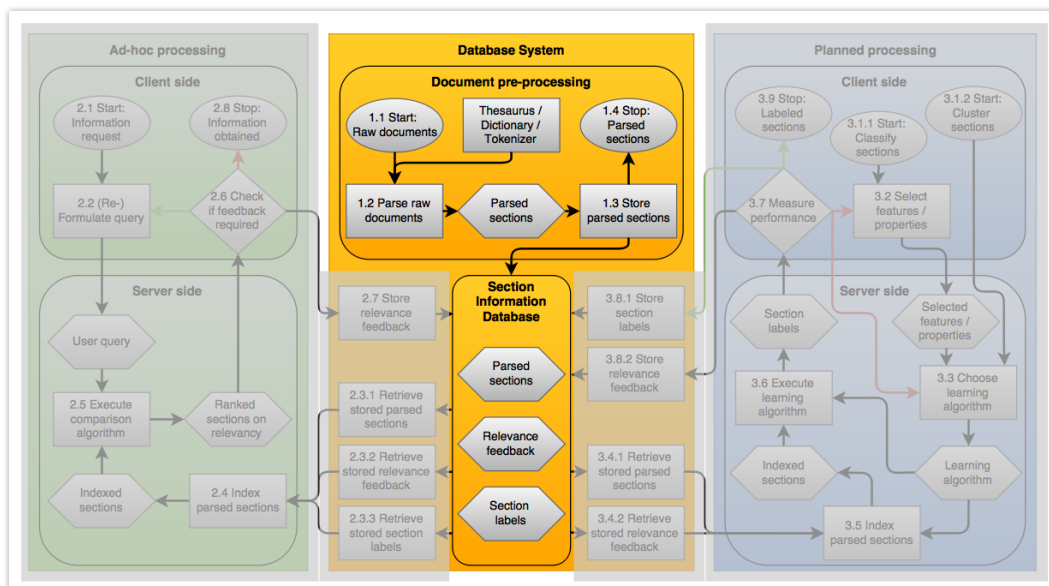 Ad-hoc processing
Client side
2.1 Start:
Information
request
2.8 Stop:
Information
obtained
2.2 (Re-)
Formulate query
2.6 Check
if feedback
required
Server side
User query
2.5 Execute
comparison
algorithm
Ranked
sections on
relevancy
Indexed
sections
2.4 Index
parsed sections
Database System
Document pre-processing
1.1 Start:
Raw documents
Thesaurus /
Dictionary /
Tokenizer
1.4 Stop:
Parsed
sections
1.2 Parse raw
documents
Parsed
sections
1.3 Store
parsed sections
2.7 Store
relevance
feedback
2.3.1 Retrieve
stored parsed
sections
2.3.2 Retrieve
stored relevance
feedback
2.3.3 Retrieve
stored section
labels
Section
Information
Database
Parsed
sections
Relevance
feedback
Section
labels
3.8.1 Store
section
labels
3.8.2 Store
relevance
feedback
3.4.1 Retrieve
stored parsed
sections
3.4.2 Retrieve
stored relevance
feedback
Planned processing
Client side
3.9 Stop:
Labeled
sections
3.1.1 Start:
Classify
sections
3.1.2 Start:
Cluster
sections
3.7 Measure
performance
3.2 Select
features /
properties
Server side
Section
labels
Selected
features /
properties
3.6 Execute
learning
algorithm
3.3 Choose
learning
algorithm
Indexed
sections
Learning
algorithm
3.5 Index
parsed sections